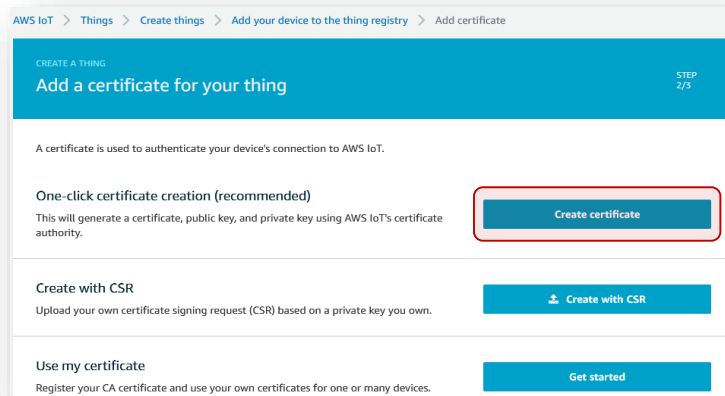 AWS IoT > Things > Create things > Add your device to the thing registry > Add certificate
CREATE A THING
Add a certificate for your thing
STEP
2/3
A certificate is used to authenticate your device's connection to AWS IoT.
One-click certificate creation (recommended)
This will generate a certificate, public key, and private key using AWS IoT's certificate
authority.
Create certificate
Create with CSR
Upload your own certificate signing request (CSR) based on a private key you own.
Create with CSR
Use my certificate
Register your CA certificate and use your own certificates for one or many devices.
Get started